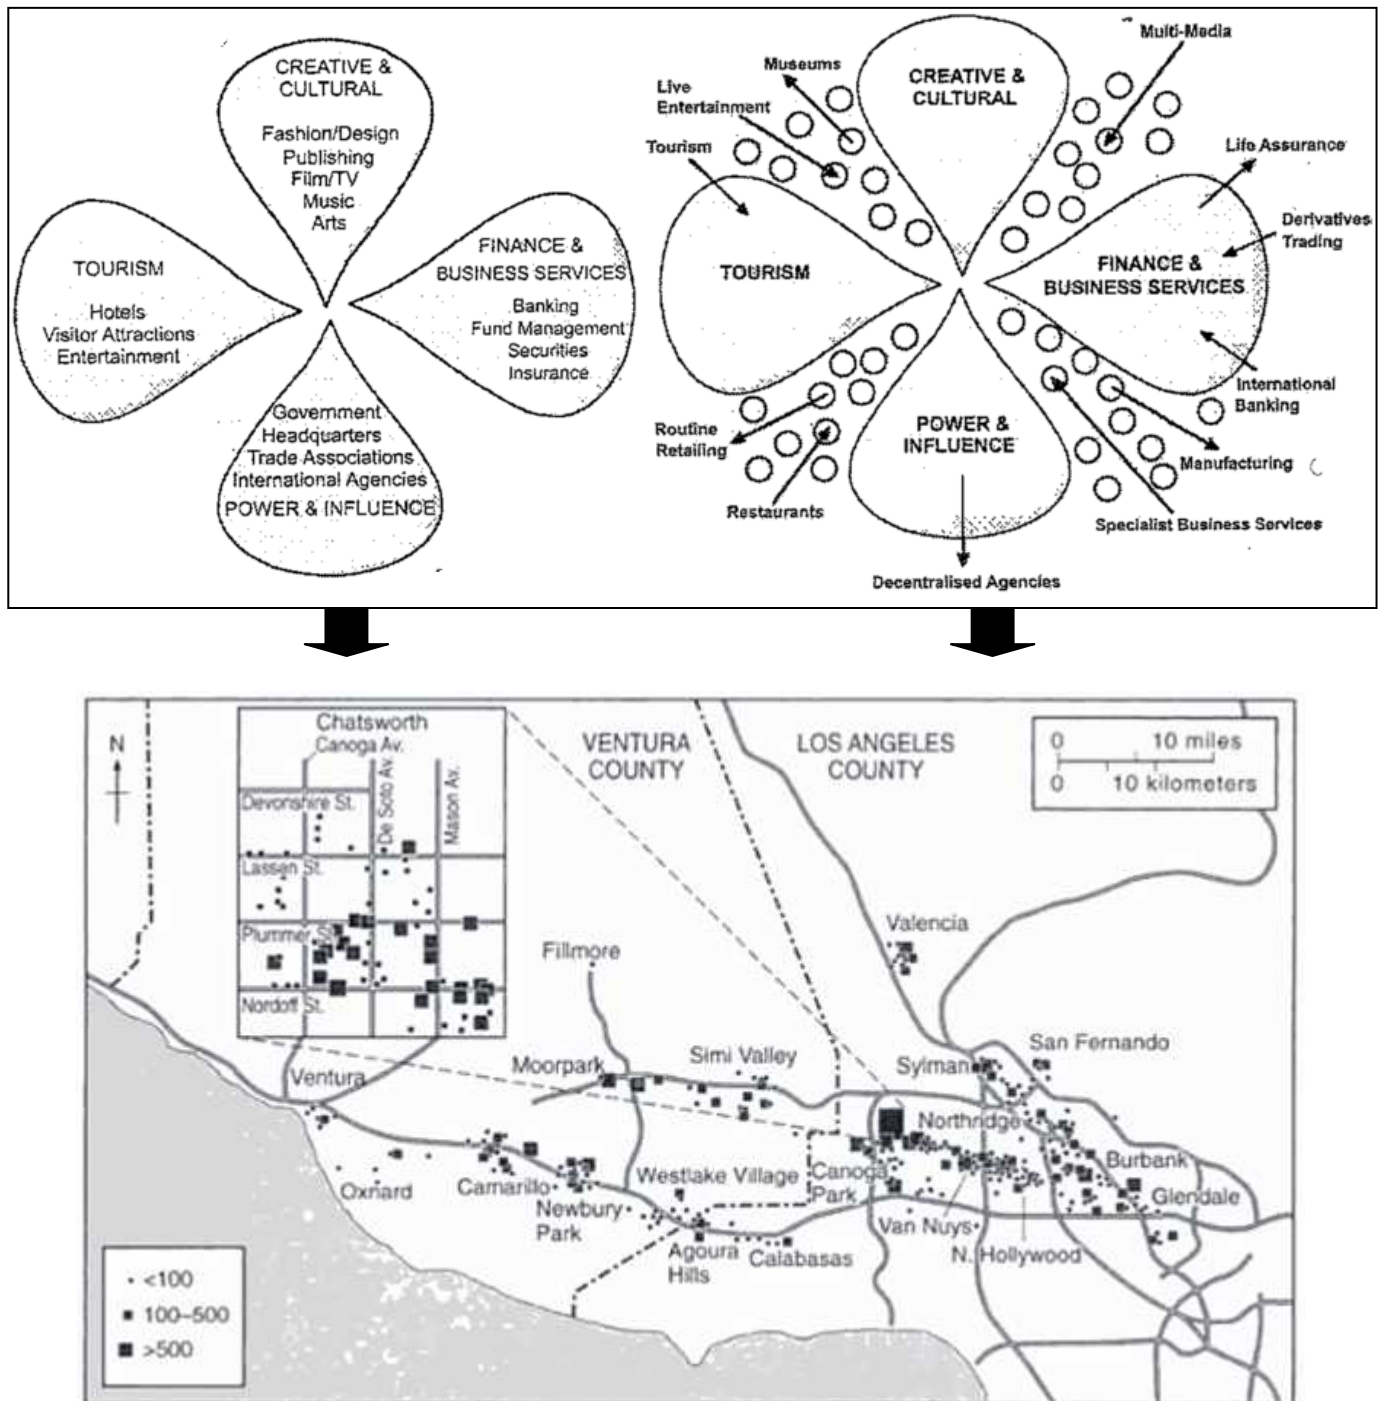 CREATIVE &
CULTURAL
Fashion/Design
Publishing
Film/TV
Music
Arts
TOURISM
Hotels
Visitor Attractions
Entertainment
FINANCE &
BUSINESS SERVICES
Banking
Fund Management
Securities
Insurance
Government
Headquarters
Trade Associations
International Agencies
POWER & INFLUENCE
Multi-Media
Museums
Live
Entertainment
Tourism
CREATIVE &
CULTURAL
Life Assurance
Derivatives
Trading
TOURISM
FINANCE &
BUSINESS SERVICES
International
Banking
Routine
Retailing
POWER &
INFLUENCE
Manufacturing
Restaurants
Specialist Business Services
Decentralised Agencies
N
Chatsworth
Canoga Av.
De Soto Av.
Mason Av.
Devonshire St.
Lassen St.
Plummer St.
Nordoff St.
VENTURA
COUNTY
LOS ANGELES
COUNTY
0 10 miles
0 10 kilometers
Valencia
Fillmore
San Fernando
Sylman
Simi Valley
Moorpark
Ventura
Northridge
Burbank
Westlake Village
Canoga
Park
Glendale
Oxnard
Camarillo
Newbury
Park
Van Nuys
N. Hollywood
Agoura
Hills
Calabasas
<100
100–500
>500